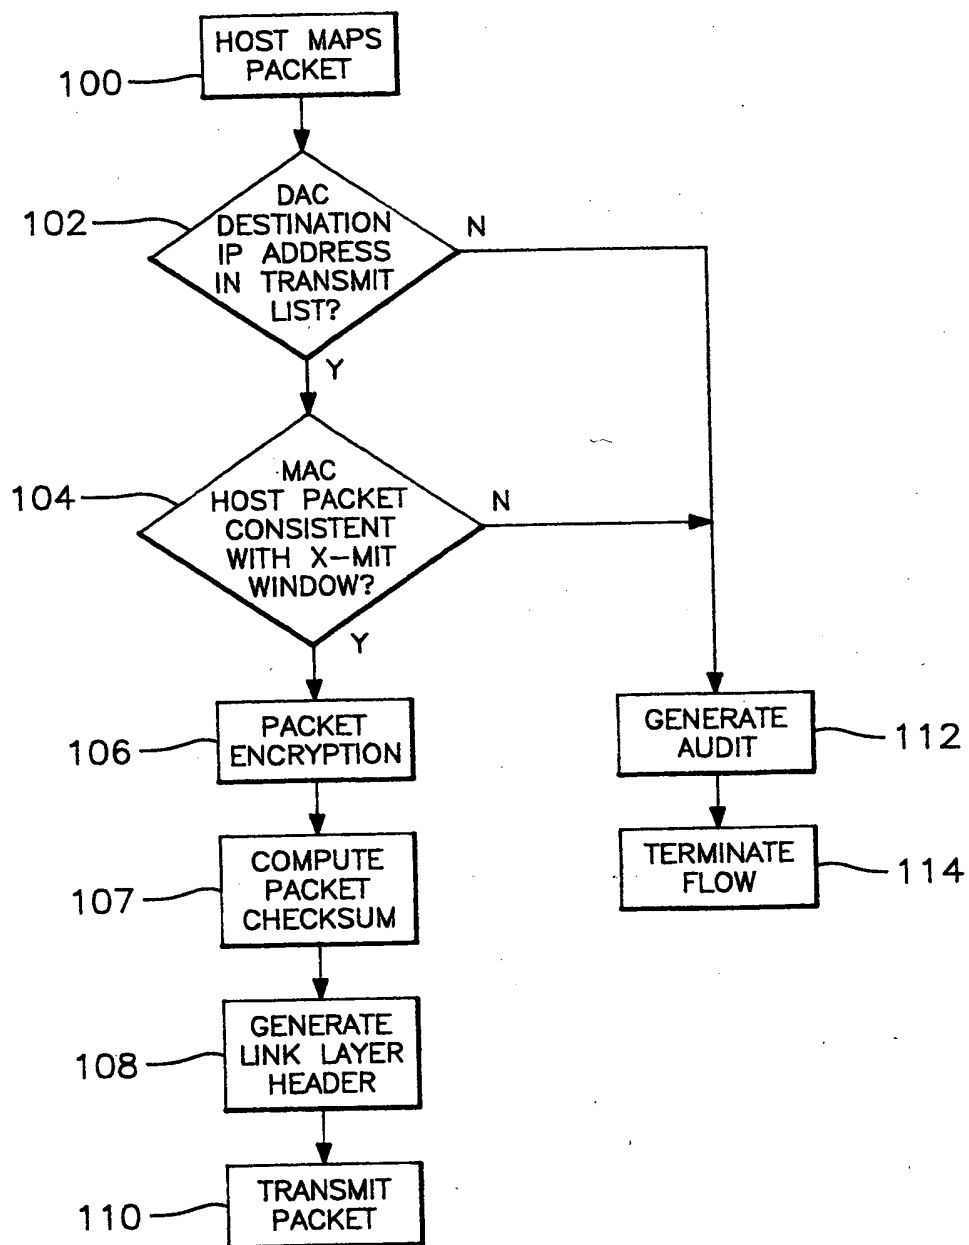 HOST MAPS
PACKET
100
DAC
DESTINATION
IP ADDRESS
IN TRANSMIT
LIST?
102
N
Y
MAC
HOST PACKET
CONSISTENT
WITH X-MIT
WINDOW?
104
N
Y
PACKET
ENCRYPTION
106
GENERATE
AUDIT
112
COMPUTE
PACKET
CHECKSUM
107
TERMINATE
FLOW
114
GENERATE
LINK LAYER
HEADER
108
TRANSMIT
PACKET
110